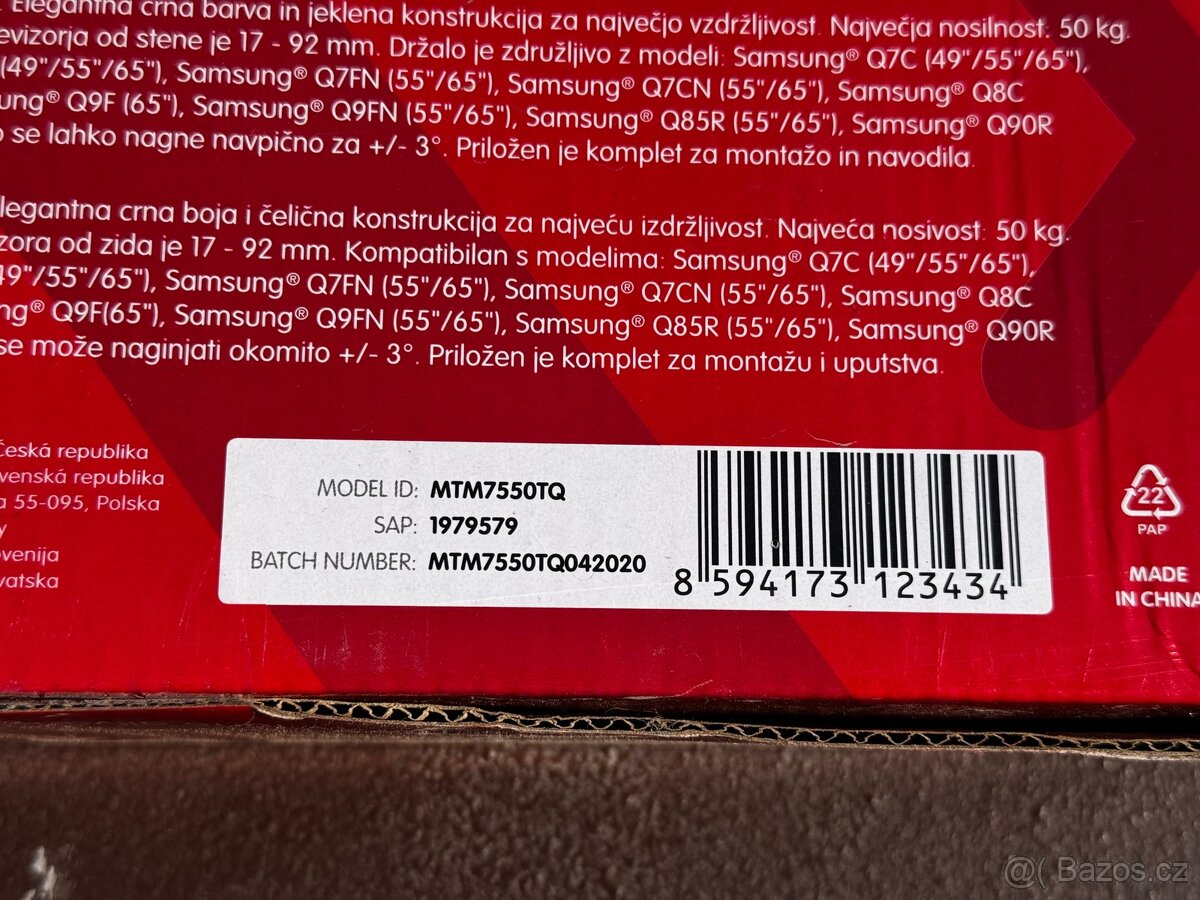 Elegantna črna barva in jeklena konstrukcija za največjo vzdržljivost. Največja nosilnost: 50 kg.
evizorja od stene je 17 - 92 mm. Držalo je združljivo z modeli: Samsung® Q7C (49"/55"/65"),
(49"/55"/65"), Samsung® Q7FN (55"/65"), Samsung® Q7CN (55"/65"), Samsung® Q8C
ung® Q9F (65"), Samsung® Q9FN (55"/65"), Samsung® Q85R (55"/65"), Samsung® Q90R
o se lahko nagne navpično za +/- 3°. Priložen je komplet za montažo in navodila.
legantna crna boja i čelična konstrukcija za najveću izdržljivost. Najveća nosivost: 50 kg.
izora od zida je 17 - 92 mm. Kompatibilan s modelima: Samsung® Q7C (49"/55"/65"),
49"/55"/65"), Samsung® Q7FN (55"/65"), Samsung® Q7CN (55"/65"), Samsung® Q8C
ng® Q9F(65"), Samsung® Q9FN (55"/65"), Samsung® Q85R (55"/65"), Samsung® Q90R
se može naginjati okomito +/- 3°. Priložen je komplet za montažu i uputstva.
Česká republika
venská republika
a 55-095, Polska
y
ovenija
vatska
MODEL ID: MTM7550TQ
SAP: 1979579
BATCH NUMBER: MTM7550TQ042020
8 594173 123434
22
PAP
MADE
IN CHINA
@( Bazos.cz